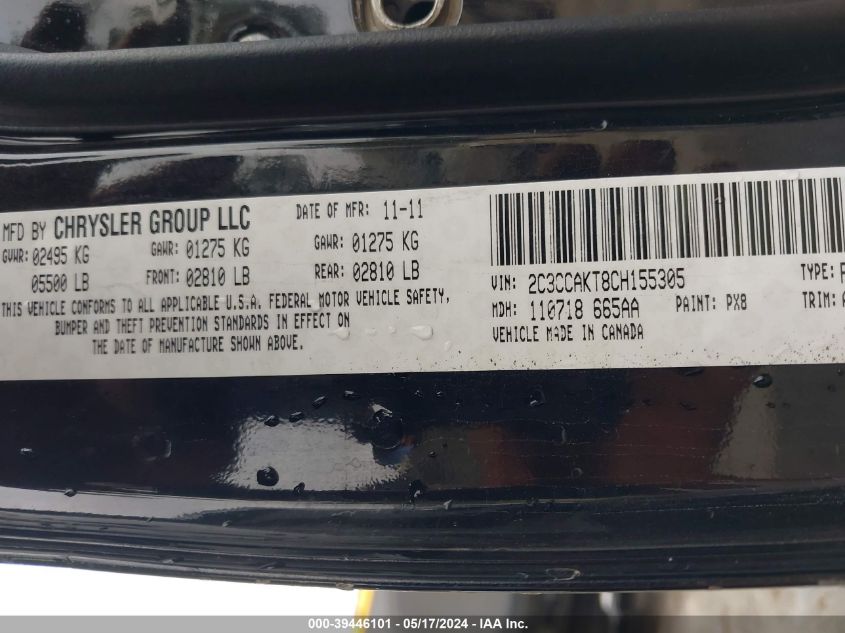 MFD BY CHRYSLER GROUP LLC DATE OF MFR: 11-11
GVWR: 02495 KG GAWR: 01275 KG GAWR: 01275 KG
05500 LB FRONT: 02810 LB REAR: 02810 LB
THIS VEHICLE CONFORMS TO ALL APPLICABLE U.S.A. FEDERAL MOTOR VEHICLE SAFETY,
BUMPER AND THEFT PREVENTION STANDARDS IN EFFECT ON
THE DATE OF MANUFACTURE SHOWN ABOVE.
VIN: 2C3CCAKT8CH155305 TYPE:
MDH: 110718 665AA PAINT: PX8 TRIM:
VEHICLE MADE IN CANADA
000-39446101 - 05/17/2024 - IAA Inc.